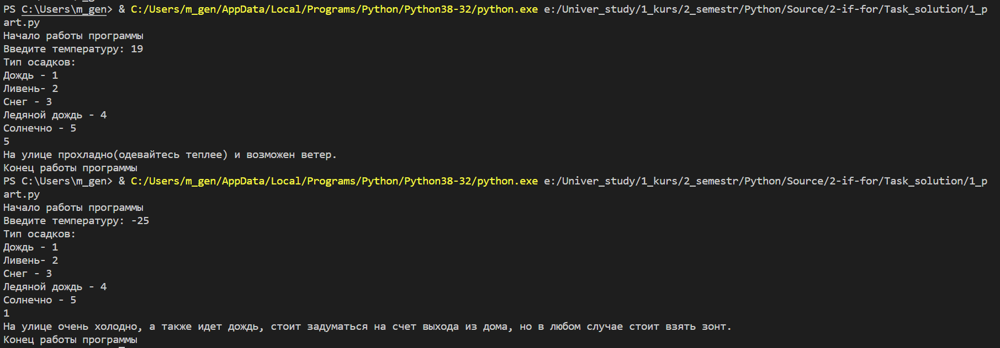 PS C:\Users\m_gen> & C:/Users/m_gen/AppData/Local/Programs/Python/Python38-32/python.exe e:/Univer_study/1_kurs/2_semestr/Python/Source/2-if-for/Task_solution/1_p
art.py
Начало работы программы
Введите температуру: 19
Тип осадков:
Дождь - 1
Ливень- 2
Снег - 3
Ледяной дождь - 4
Солнечно - 5
5
На улице прохладно(одевайтесь теплее) и возможен ветер.
Конец работы программы
PS C:\Users\m_gen> & C:/Users/m_gen/AppData/Local/Programs/Python/Python38-32/python.exe e:/Univer_study/1_kurs/2_semestr/Python/Source/2-if-for/Task_solution/1_p
art.py
Начало работы программы
Введите температуру: -25
Тип осадков:
Дождь - 1
Ливень- 2
Снег - 3
Ледяной дождь - 4
Солнечно - 5
1
На улице очень холодно, а также идет дождь, стоит задуматься на счет выхода из дома, но в любом случае стоит взять зонт.
Конец работы программы